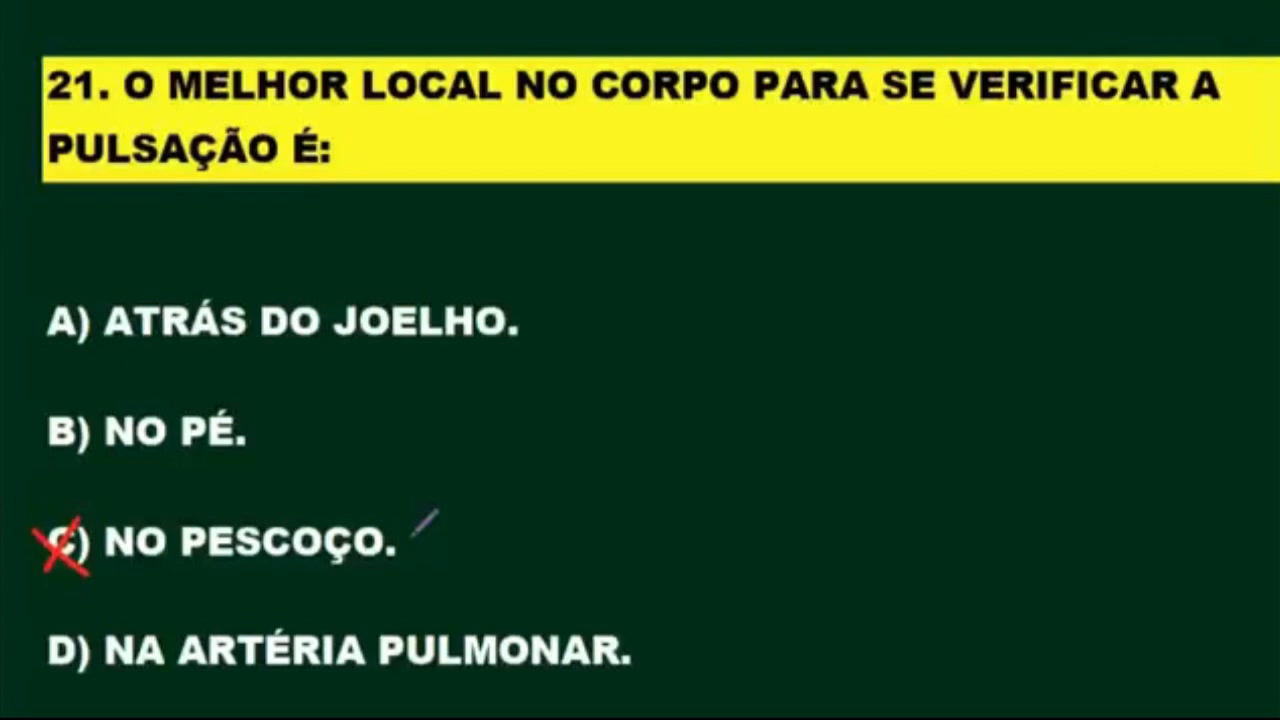 21. O MELHOR LOCAL NO CORPO PARA SE VERIFICAR A
PULSAÇÃO É:
A) ATRÁS DO JOELHO.
B) NO PÉ.
C) NO PESCOÇO.
D) NA ARTÉRIA PULMONAR.